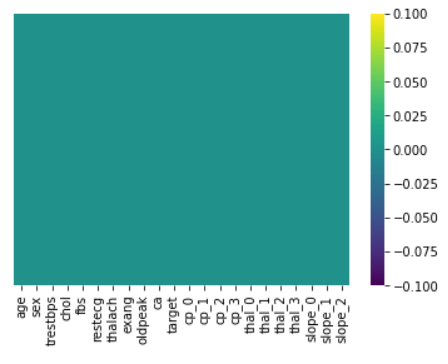 0.100
0.075
0.050
0.025
0.000
−0.025
−0.050
−0.075
−0.100
age
sex
trestbps
chol
fbs
restecg
thalach
exang
oldpeak
ca
target
cp_0
cp_1
cp_2
cp_3
thal_0
thal_1
thal_2
thal_3
slope_0
slope_1
slope_2